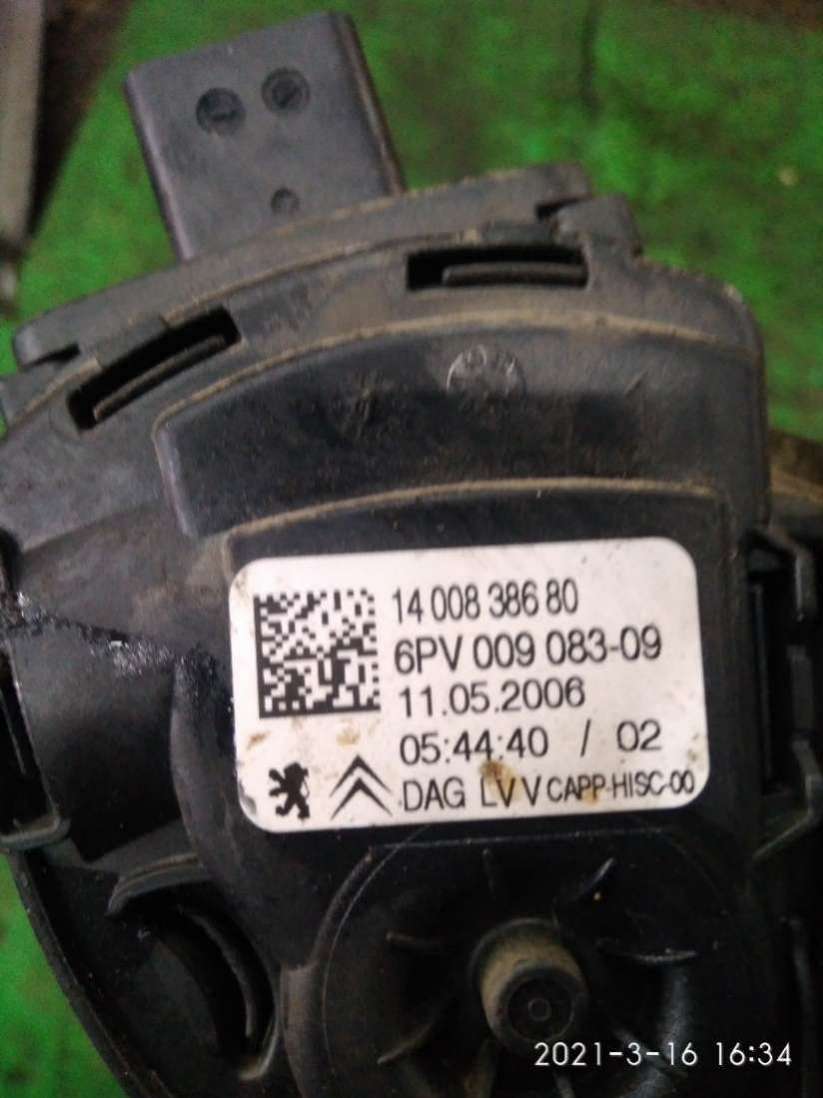 14 008 386 80
6PV 009 083-09
11.05.2006
05:44:40 / 02
DAG LV V CAPP-HISC-00
2021-3-16 16:34